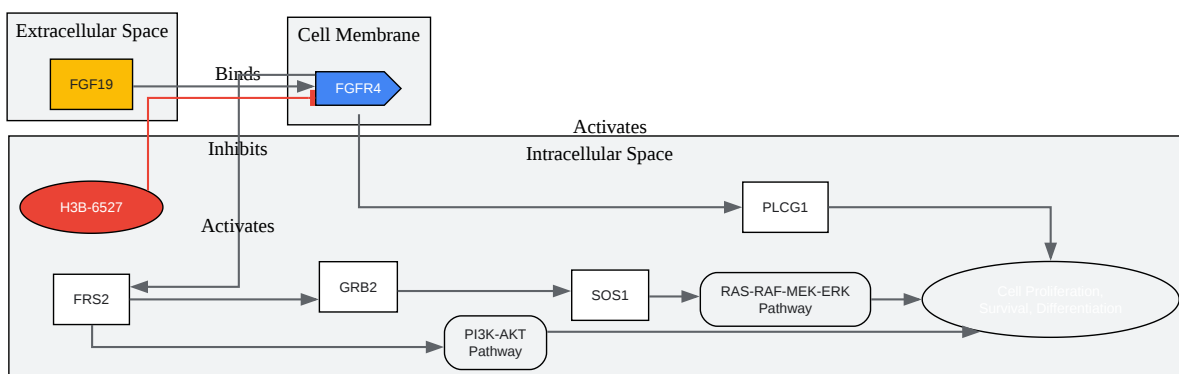 Extracellular Space
Cell Membrane
FGF19
Binds
FGFR4
Activates
Inhibits
Intracellular Space
H3B-6527
PLCG1
Activates
FRS2
GRB2
SOS1
RAS-RAF-MEK-ERK
Pathway
Cell Proliferation,
Survival, Differentiation
PI3K-AKT
Pathway